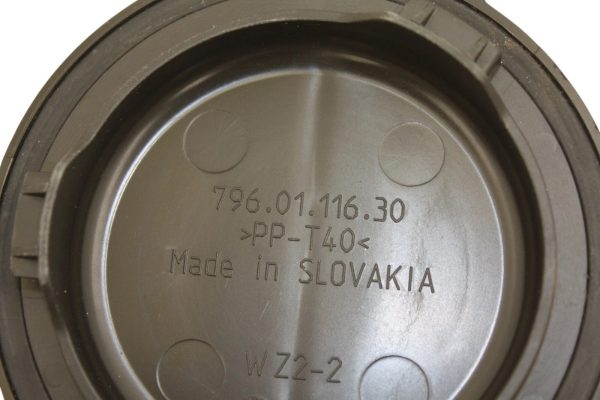 796.01.116.30
>PP-T40<
Made in SLOVAKIA
WZ2-2